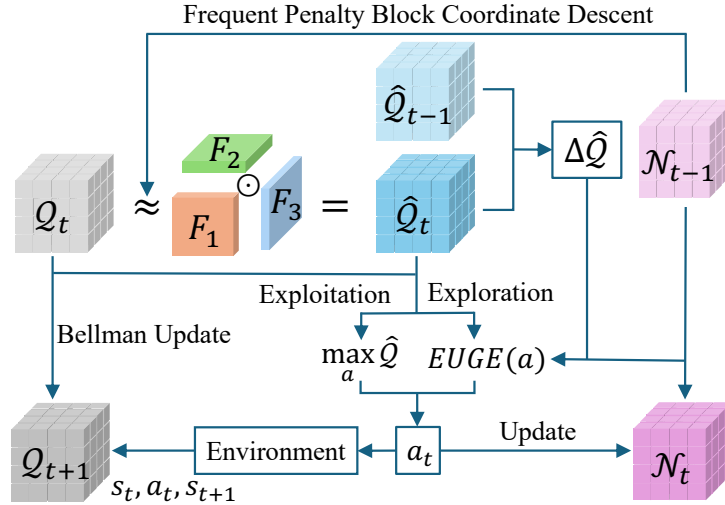 Frequent Penalty Block Coordinate Descent
𝒬̂ₜ₋₁
Δ𝒬̂
𝒩ₜ₋₁
𝒬ₜ ≈ F₁ F₂ ⊙ F₃ = 𝒬̂ₜ
Exploitation
Exploration
Bellman Update
max 𝒬̂
a
EUGE(a)
𝒬ₜ₊₁
Environment
aₜ
Update
𝒩ₜ
sₜ, aₜ, sₜ₊₁